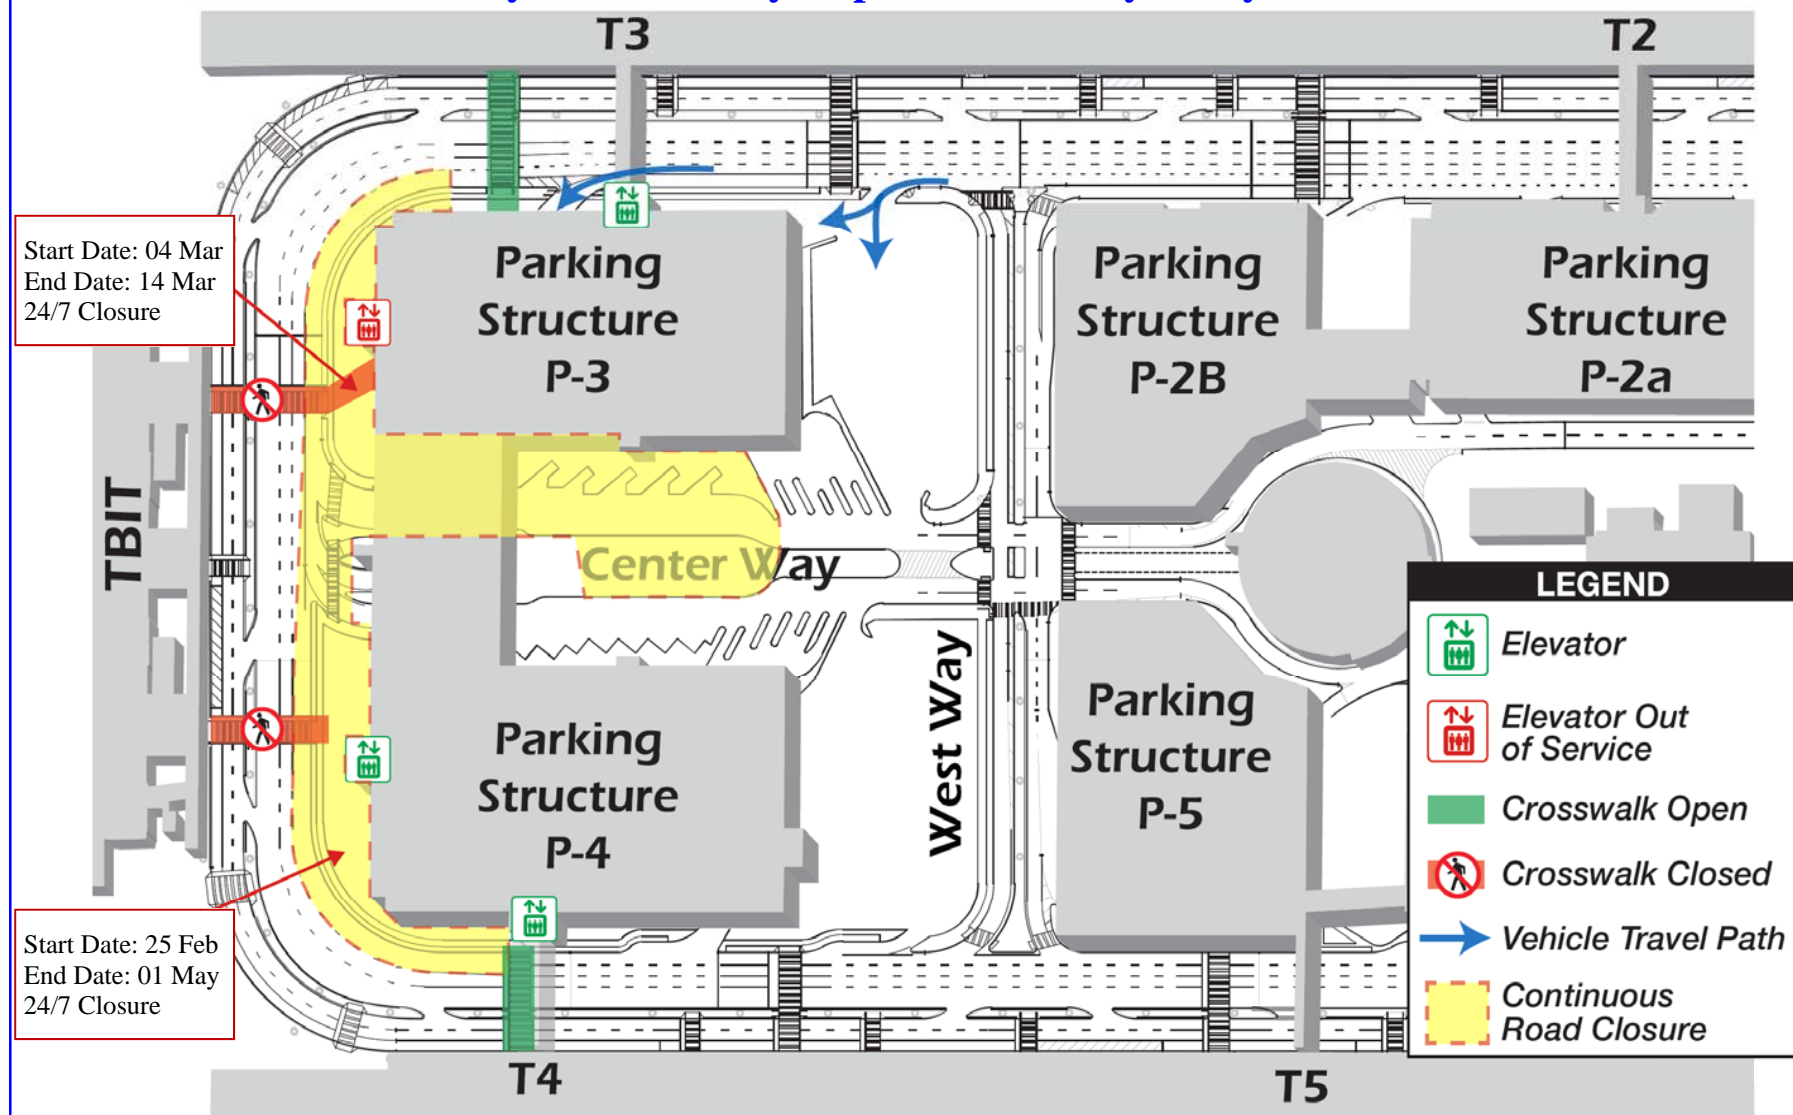 T3
T2
Start Date: 04 Mar
End Date: 14 Mar
24/7 Closure
Parking
Structure
P-3
Parking
Structure
P-2B
Parking
Structure
P-2a
TBIT
Center Way
West Way
Parking
Structure
P-4
Parking
Structure
P-5
Start Date: 25 Feb
End Date: 01 May
24/7 Closure
T4
T5
LEGEND
Elevator
Elevator Out
of Service
Crosswalk Open
Crosswalk Closed
Vehicle Travel Path
Continuous
Road Closure